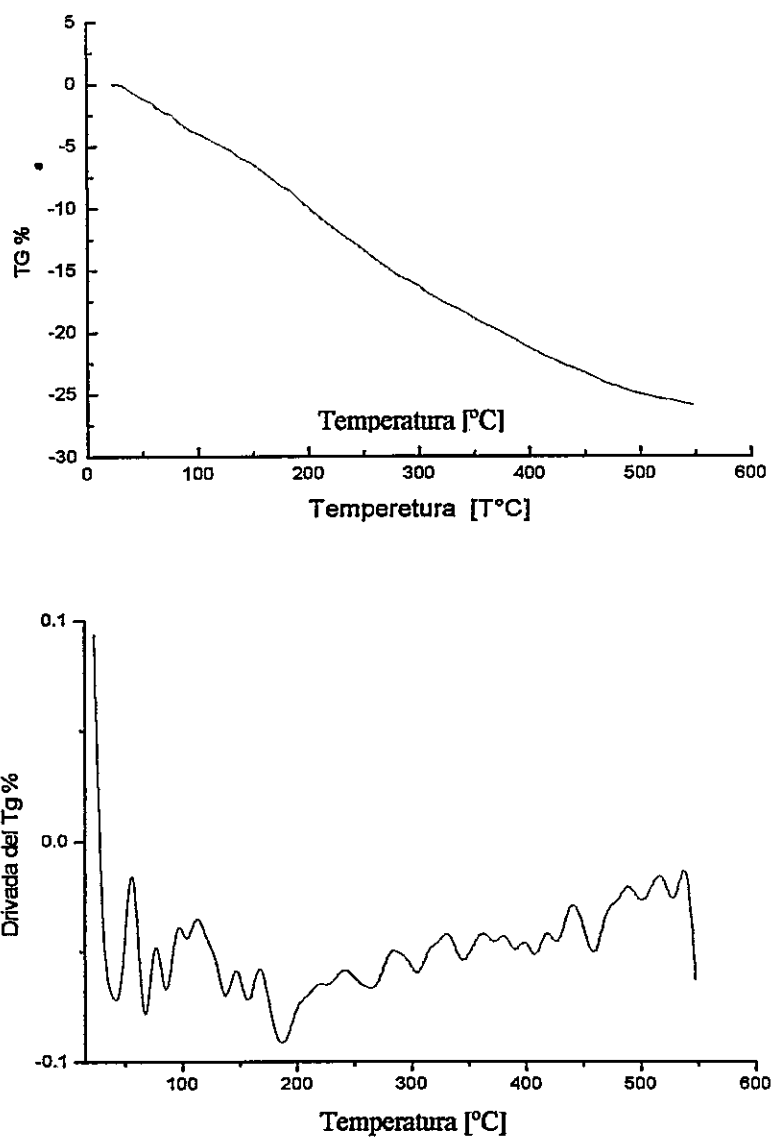 5
0
-5
-10
-15
-20
-25
-30
TG %
Temperatura [ºC]
0 100 200 300 400 500 600
Temperetura [T°C]
0.1
0.0
-0.1
Drivada del Tg %
100 200 300 400 500 600
Temperatura [ºC]